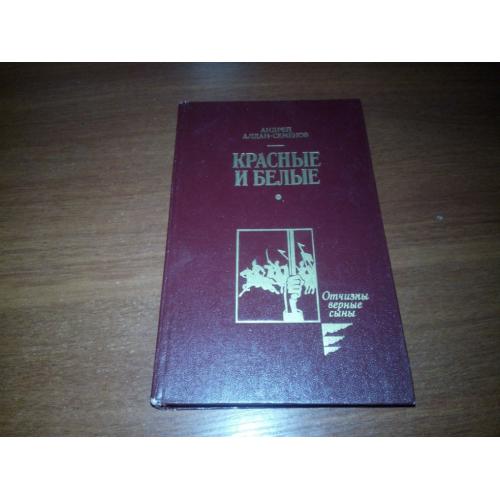 АНДРЕЙ
АЛДАН-СЕМЕНОВ
КРАСНЫЕ
И БЕЛЫЕ
Отчизны
верные
сыны